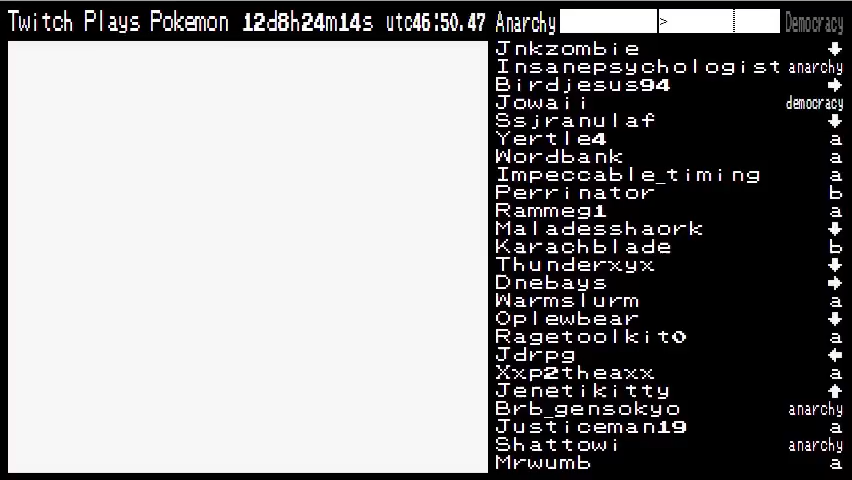 Twitch Plays Pokemon 12d8h24m14s utc46:50.47 Anarchy > Democracy
Jnkzombie ⬇
Insanepsychologist anarchy
Birdjesus94 ➡
Jowaii democracy
Ssjranulaf ⬇
Yertle4 a
Wordbank a
Impeccable_timing a
Perrinator b
Rammeg1 a
Maladesshaork ⬇
Karachblade b
Thunderxyx ⬇
Dnebays ➡
Warmslurm a
Oplewbear ⬇
Ragetoolkit0 a
Jdrpg ⬅
Xxp2theaxx a
Jenetikitty ⬆
Brb_gensokyo anarchy
Justiceman19 a
Shattowi anarchy
Mrwumb a